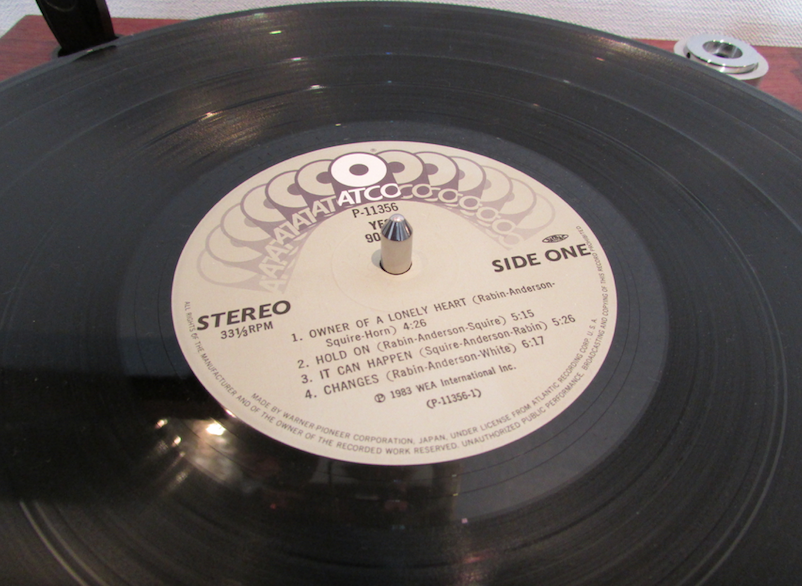 ATCO
P-11356
SIDE ONE
STEREO
33⅓RPM
1. OWNER OF A LONELY HEART (Rabin-Anderson-
Squire-Horn) 4:26
2. HOLD ON (Rabin-Anderson-Squire) 5:15
3. IT CAN HAPPEN (Squire-Anderson-Rabin) 5:26
4. CHANGES (Rabin-Anderson-White) 6:17
Ⓟ 1983 WEA International Inc.
(P-11356-1)
MADE BY WARNER-PIONEER CORPORATION, JAPAN, UNDER LICENSE FROM ATLANTIC RECORDING CORP. U.S.A.
ALL RIGHTS OF THE MANUFACTURER AND OF THE OWNER OF THE RECORDED WORK RESERVED. UNAUTHORIZED PUBLIC PERFORMANCE, BROADCASTING AND COPYING OF THIS RECORD PROHIBITED